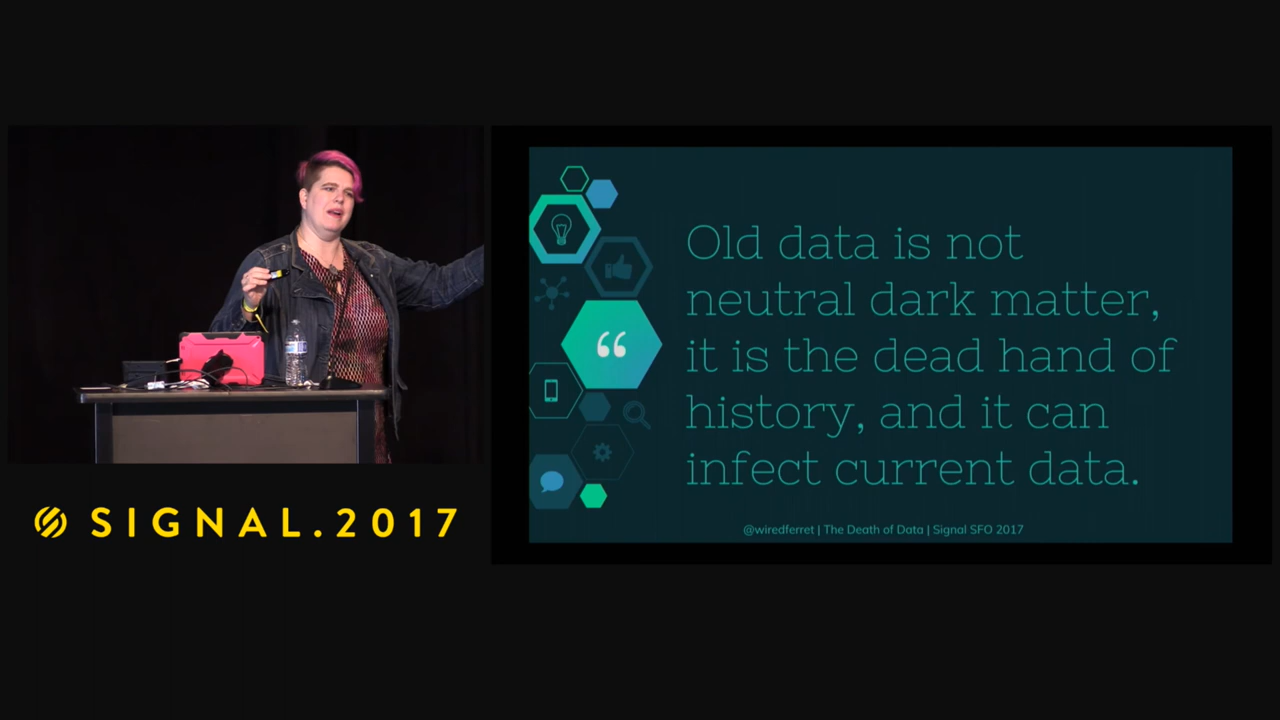 SIGNAL.2017
Old data is not
neutral dark matter,
it is the dead hand of
history, and it can
infect current data.
@wiredferret | The Death of Data | Signal SFO 2017